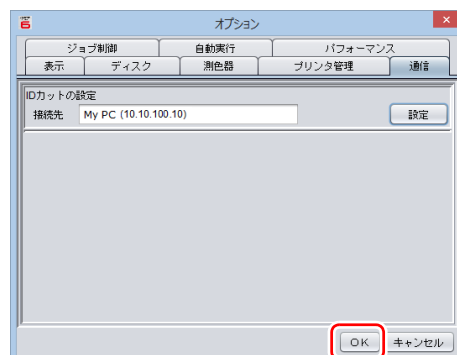 オプション
ジョブ制御 自動実行 パフォーマンス
表示 ディスク 測色器 プリンタ管理 通信
IDカットの設定
接続先 My PC (10.10.100.10) 設定
OK キャンセル